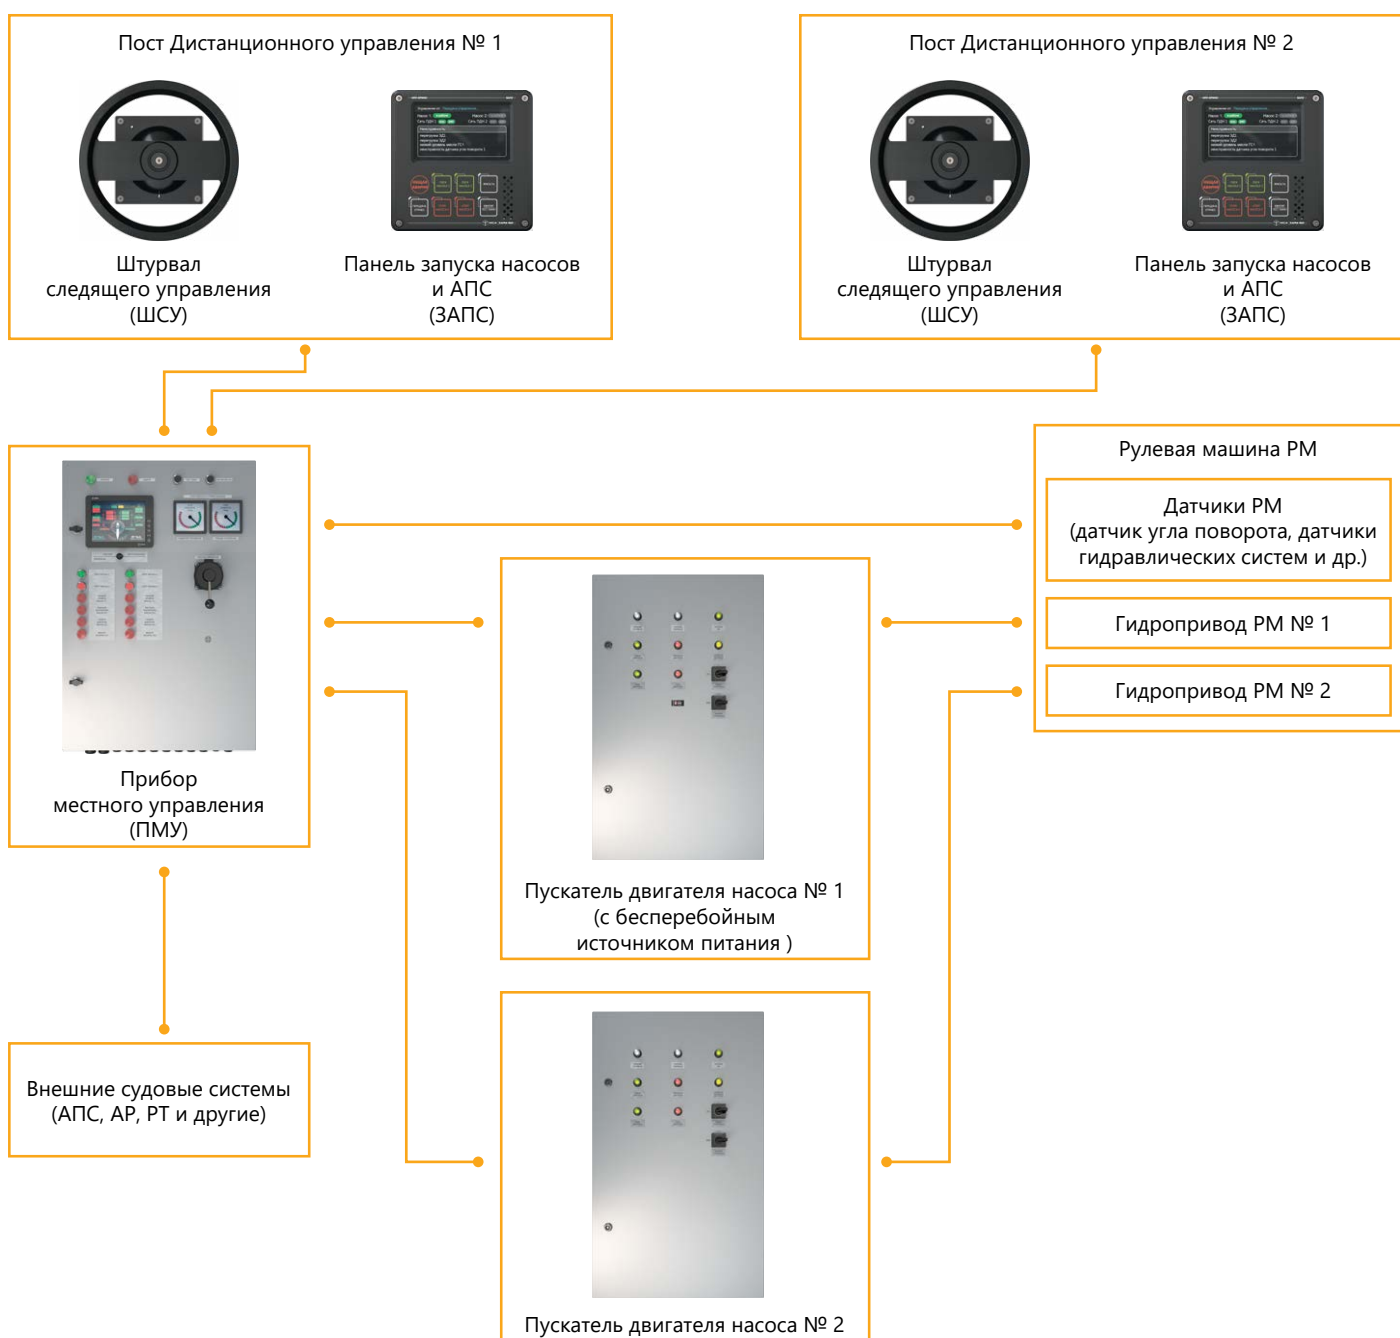 Пост Дистанционного управления № 1
Штурвал
следящего управления
(ШСУ)
Панель запуска насосов
и АПС
(ЗАПС)
Пост Дистанционного управления № 2
Штурвал
следящего управления
(ШСУ)
Панель запуска насосов
и АПС
(ЗАПС)
Прибор
местного управления
(ПМУ)
Рулевая машина РМ
Датчики РМ
(датчик угла поворота, датчики
гидравлических систем и др.)
Гидропривод РМ № 1
Гидропривод РМ № 2
Пускатель двигателя насоса № 1
(с бесперебойным
источником питания )
Внешние судовые системы
(АПС, АР, РТ и другие)
Пускатель двигателя насоса № 2